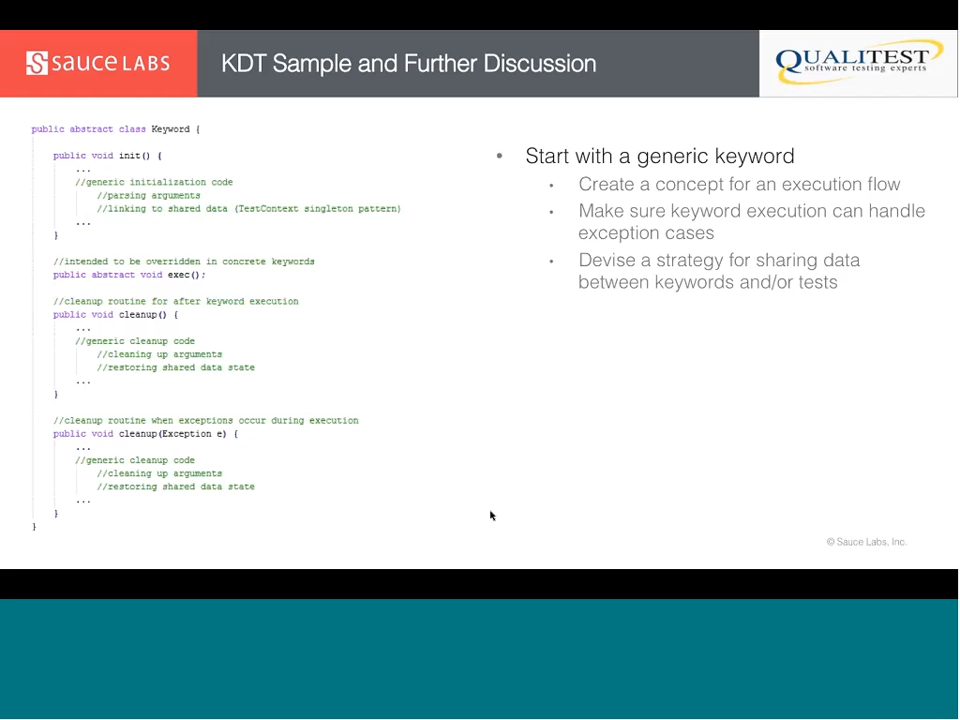 SAUCE LABS
KDT Sample and Further Discussion
QUALITEST
software testing experts
public abstract class Keyword {
public void init() {
...
//generic initialization code
//parsing arguments
//linking to shared data (TestContext singleton pattern)
...
}
//intended to be overridden in concrete keywords
public abstract void exec();
//cleanup routine for after keyword execution
public void cleanup() {
...
//generic cleanup code
//cleaning up arguments
//restoring shared data state
...
}
//cleanup routine when exceptions occur during execution
public void cleanup(Exception e) {
...
//generic cleanup code
//cleaning up arguments
//restoring shared data state
...
}
}
• Start with a generic keyword
• Create a concept for an execution flow
• Make sure keyword execution can handle
exception cases
• Devise a strategy for sharing data
between keywords and/or tests
© Sauce Labs, Inc.